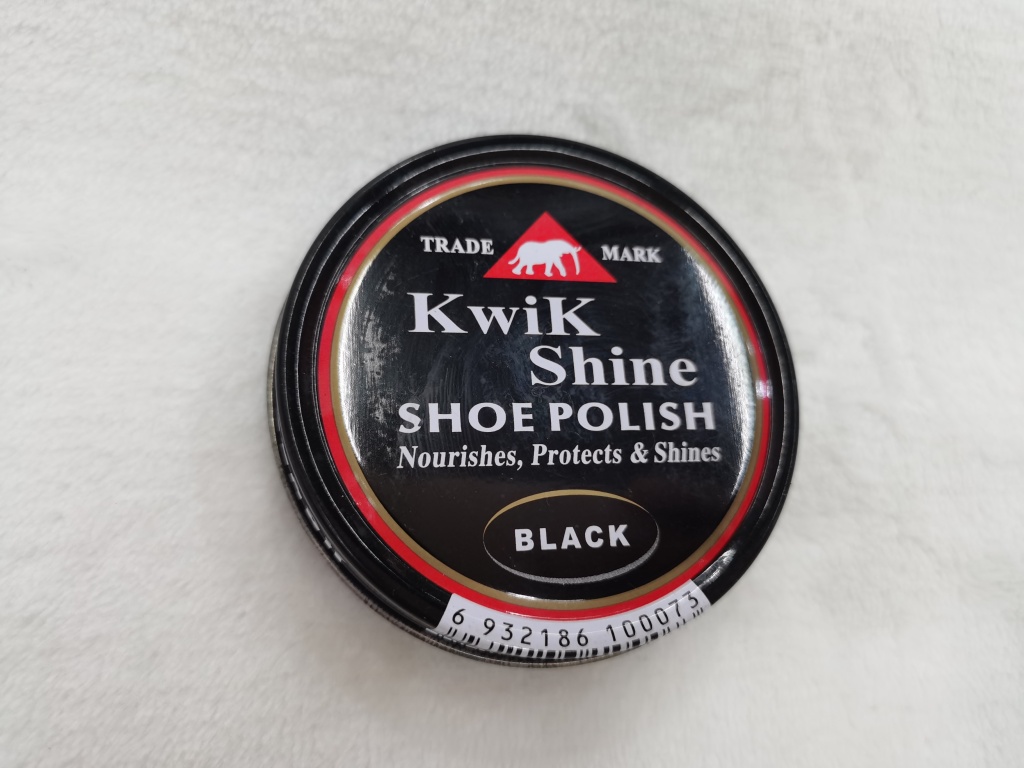 TRADE MARK
KwiK
Shine
SHOE POLISH
Nourishes, Protects & Shines
BLACK
6 932186 100073